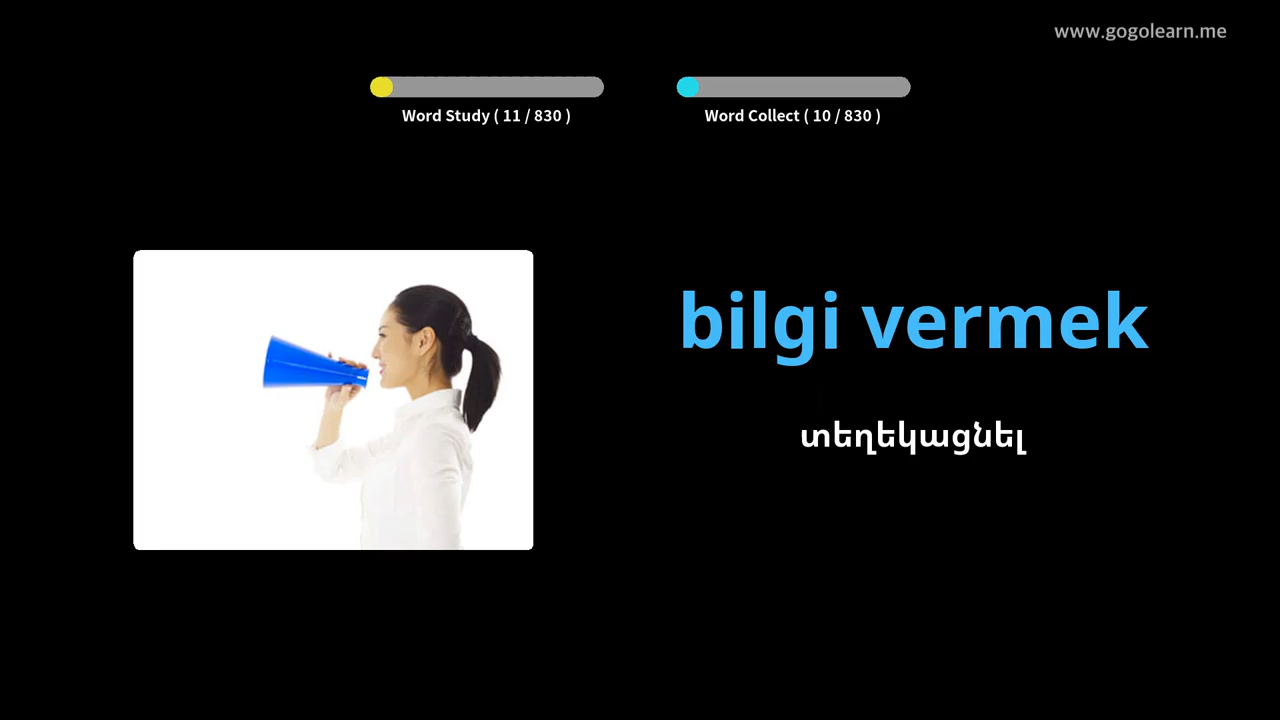 www.gogolearn.me
Word Study ( 11 / 830 )
Word Collect ( 10 / 830 )
bilgi vermek
տեղեկացնել